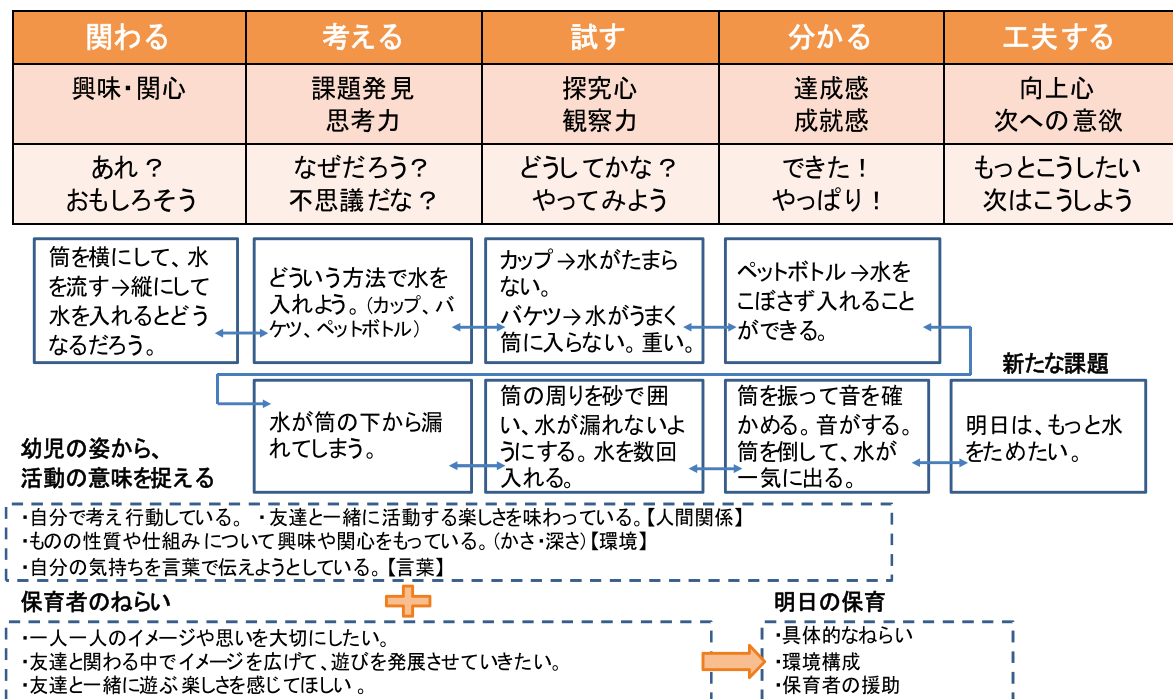 関わる 考える 試す 分かる 工夫する
興味・関心 課題発見 探究心 達成感 向上心
思考力 観察力 成就感 次への意欲
あれ？ なぜだろう？ どうしてかな？ できた！ もっとこうしたい
おもしろそう 不思議だな？ やってみよう やっぱり！ 次はこうしよう
筒を横にして、水
を流す→縦にして
水を入れるとどう
なるだろう。
どういう方法で水を
入れよう。（カップ、バ
ケツ、ペットボトル）
カップ→水がたまら
ない。
バケツ→水がうまく
筒に入らない。重い。
ペットボトル→水を
こぼさず入れること
ができる。
新たな課題
水が筒の下から漏
れてしまう。
筒の周りを砂で囲
い、水が漏れないよ
うにする。水を数回
入れる。
筒を振って音を確
かめる。音がする。
筒を倒して、水が
一気に出る。
明日は、もっと水
をためたい。
幼児の姿から、
活動の意味を捉える
・自分で考え行動している。 ・友達と一緒に活動する楽しさを味わっている。【人間関係】
・ものの性質や仕組みについて興味や関心をもっている。（かさ・深さ）【環境】
・自分の気持ちを言葉で伝えようとしている。【言葉】
保育者のねらい
・一人一人のイメージや思いを大切にしたい。
・友達と関わる中でイメージを広げて、遊びを発展させていきたい。
・友達と一緒に遊ぶ楽しさを感じてほしい。
明日の保育
・具体的なねらい
・環境構成
・保育者の援助